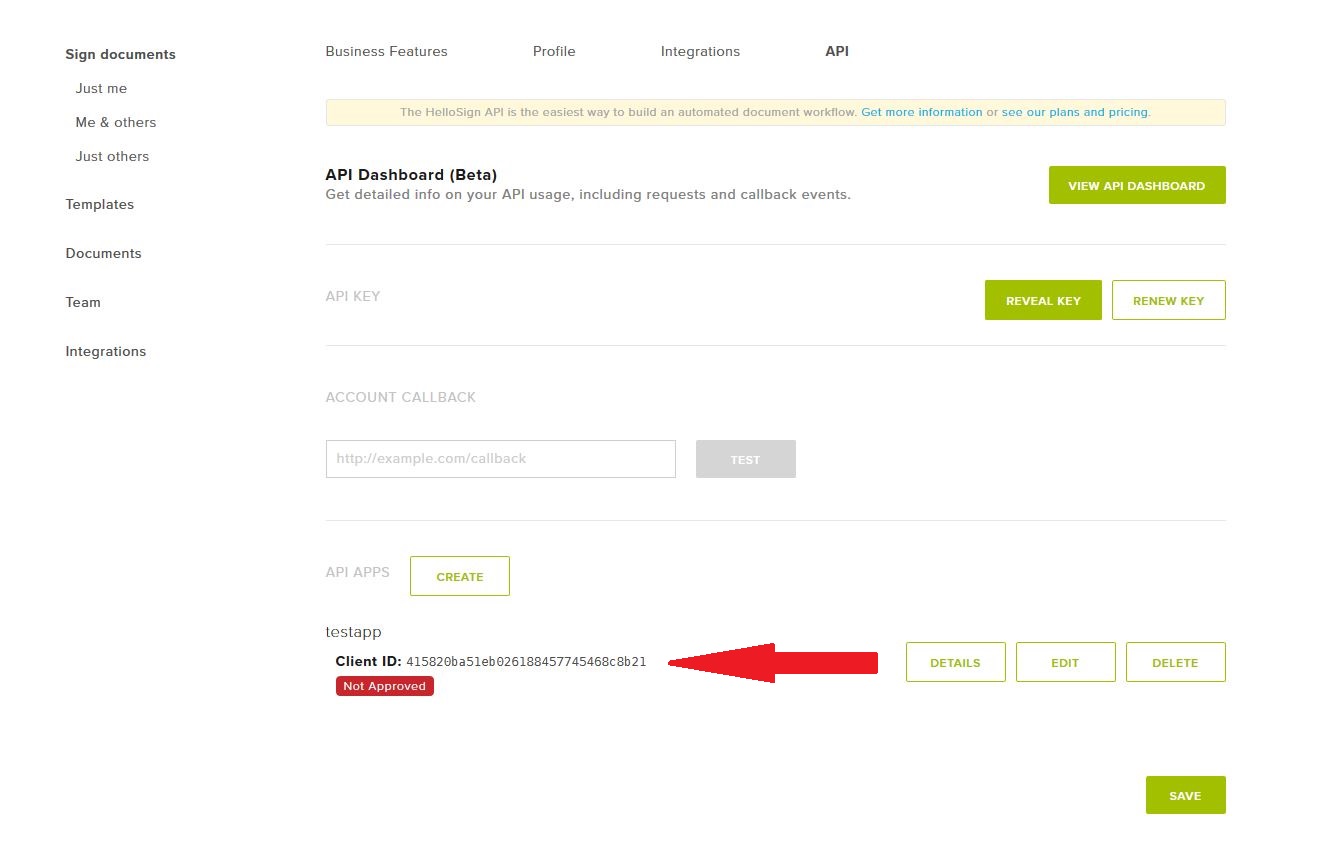 Sign documents
Just me
Me & others
Just others
Templates
Documents
Team
Integrations
Business Features Profile Integrations API
The HelloSign API is the easiest way to build an automated document workflow. Get more information or see our plans and pricing.
API Dashboard (Beta)
Get detailed info on your API usage, including requests and callback events.
VIEW API DASHBOARD
API KEY
REVEAL KEY RENEW KEY
ACCOUNT CALLBACK
http://example.com/callback TEST
API APPS CREATE
testapp
Client ID: 415820ba51eb026188457745468c8b21
Not Approved
DETAILS EDIT DELETE
SAVE